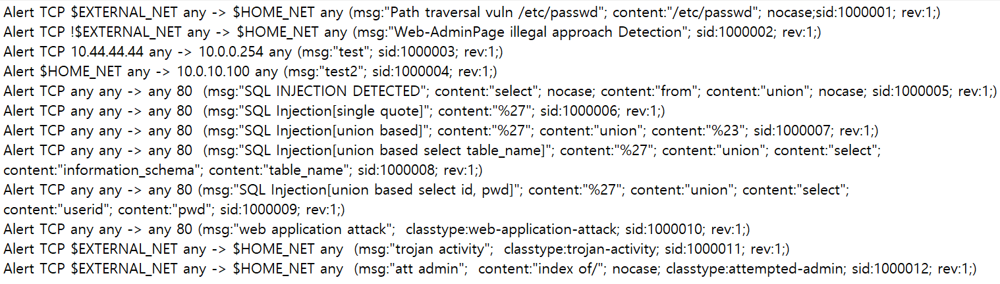 Alert TCP $EXTERNAL_NET any -> $HOME_NET any (msg:"Path traversal vuln /etc/passwd"; content:"/etc/passwd"; nocase;sid:1000001; rev:1;)
Alert TCP !$EXTERNAL_NET any -> $HOME_NET any (msg:"Web-AdminPage illegal approach Detection"; sid:1000002; rev:1;)
Alert TCP 10.44.44.44 any -> 10.0.0.254 any (msg:"test"; sid:1000003; rev:1;)
Alert $HOME_NET any -> 10.0.10.100 any (msg:"test2"; sid:1000004; rev:1;)
Alert TCP any any -> any 80  (msg:"SQL INJECTION DETECTED"; content:"select"; nocase; content:"from"; content:"union"; nocase; sid:1000005; rev:1;)
Alert TCP any any -> any 80  (msg:"SQL Injection[single quote]"; content:"%27"; sid:1000006; rev:1;)
Alert TCP any any -> any 80  (msg:"SQL Injection[union based]"; content:"%27"; content:"union"; content:"%23"; sid:1000007; rev:1;)
Alert TCP any any -> any 80  (msg:"SQL Injection[union based select table_name]"; content:"%27"; content:"union"; content:"select";
content:"information_schema"; content:"table_name"; sid:1000008; rev:1;)
Alert TCP any any -> any 80 (msg:"SQL Injection[union based select id, pwd]"; content:"%27"; content:"union"; content:"select";
content:"userid"; content:"pwd"; sid:1000009; rev:1;)
Alert TCP any any -> any 80 (msg:"web application attack";  classtype:web-application-attack; sid:1000010; rev:1;)
Alert TCP $EXTERNAL_NET any -> $HOME_NET any  (msg:"trojan activity";  classtype:trojan-activity; sid:1000011; rev:1;)
Alert TCP $EXTERNAL_NET any -> $HOME_NET any  (msg:"att admin";  content:"index of/"; nocase; classtype:attempted-admin; sid:1000012; rev:1;)